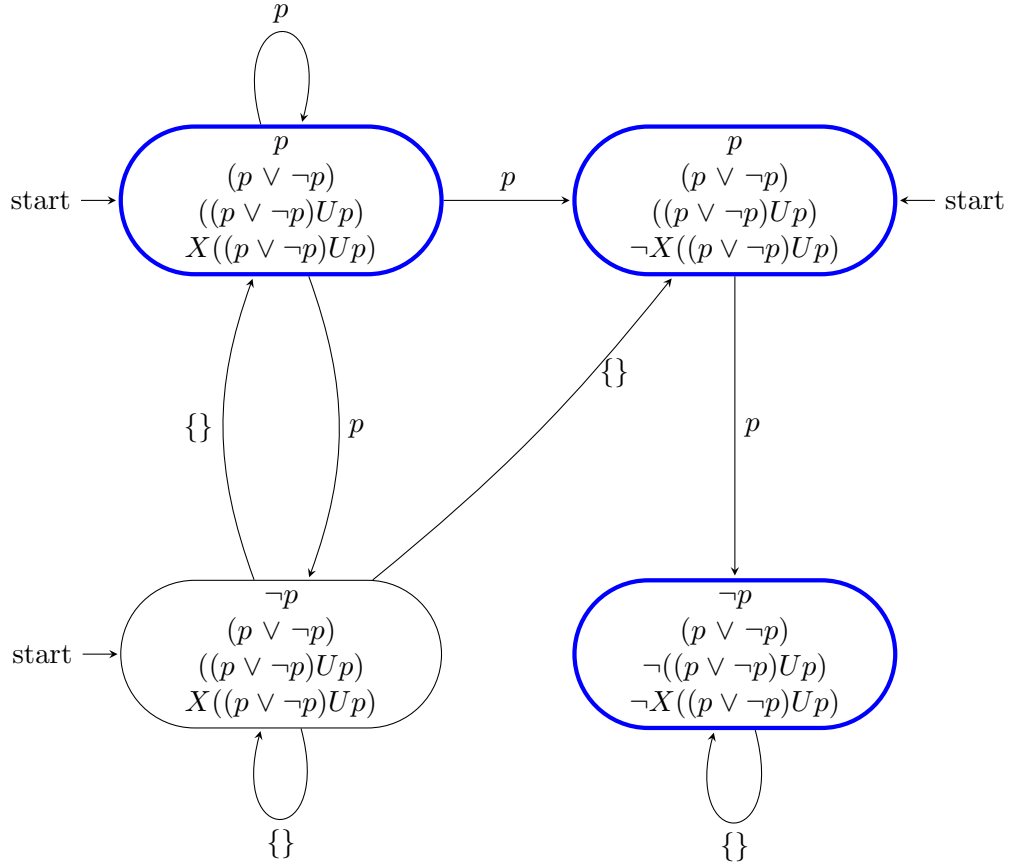 p
p
(p ∨ ¬p)
((p ∨ ¬p)Up)
X((p ∨ ¬p)Up)
start
p
p
(p ∨ ¬p)
((p ∨ ¬p)Up)
¬X((p ∨ ¬p)Up)
start
{}
{}
p
p
start
¬p
(p ∨ ¬p)
((p ∨ ¬p)Up)
X((p ∨ ¬p)Up)
¬p
(p ∨ ¬p)
¬((p ∨ ¬p)Up)
¬X((p ∨ ¬p)Up)
{}
{}